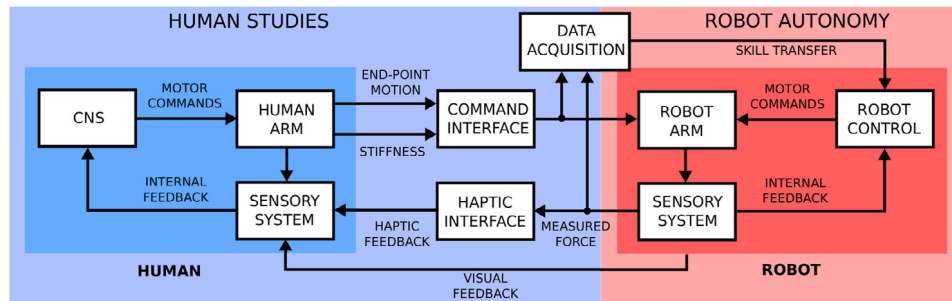 HUMAN STUDIES
ROBOT AUTONOMY
DATA
ACQUISITION
SKILL TRANSFER
MOTOR
COMMANDS
END-POINT
MOTION
MOTOR
COMMANDS
CNS
HUMAN
ARM
COMMAND
INTERFACE
ROBOT
ARM
ROBOT
CONTROL
STIFFNESS
INTERNAL
FEEDBACK
SENSORY
SYSTEM
HAPTIC
INTERFACE
SENSORY
SYSTEM
INTERNAL
FEEDBACK
HAPTIC
FEEDBACK
MEASURED
FORCE
HUMAN
VISUAL
FEEDBACK
ROBOT